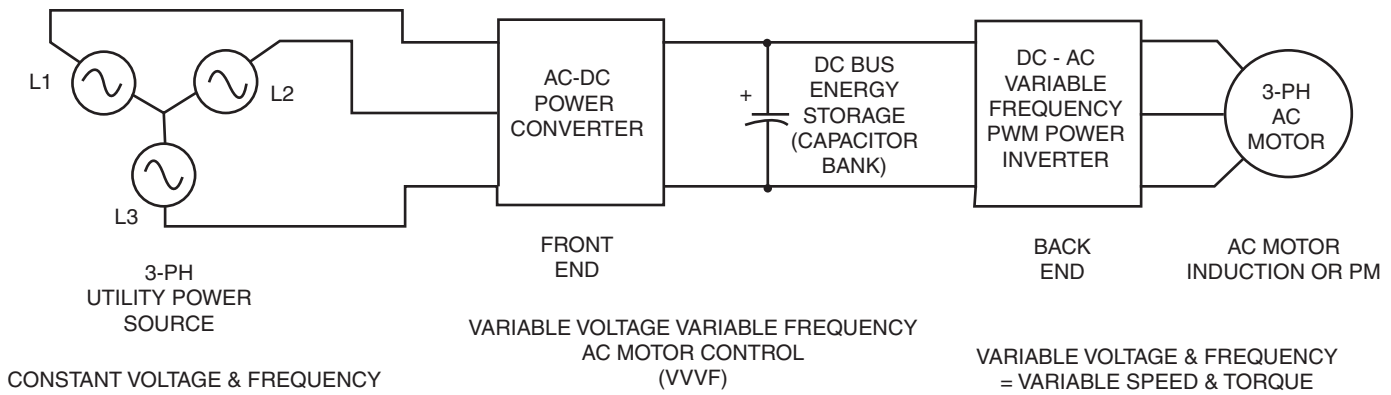 L1
L2
L3
3-PH
UTILITY POWER
SOURCE
CONSTANT VOLTAGE & FREQUENCY
AC-DC
POWER
CONVERTER
FRONT
END
VARIABLE VOLTAGE VARIABLE FREQUENCY
AC MOTOR CONTROL
(VVVF)
+
DC BUS
ENERGY
STORAGE
(CAPACITOR
BANK)
DC - AC
VARIABLE
FREQUENCY
PWM POWER
INVERTER
BACK
END
3-PH
AC
MOTOR
AC MOTOR
INDUCTION OR PM
VARIABLE VOLTAGE & FREQUENCY
= VARIABLE SPEED & TORQUE